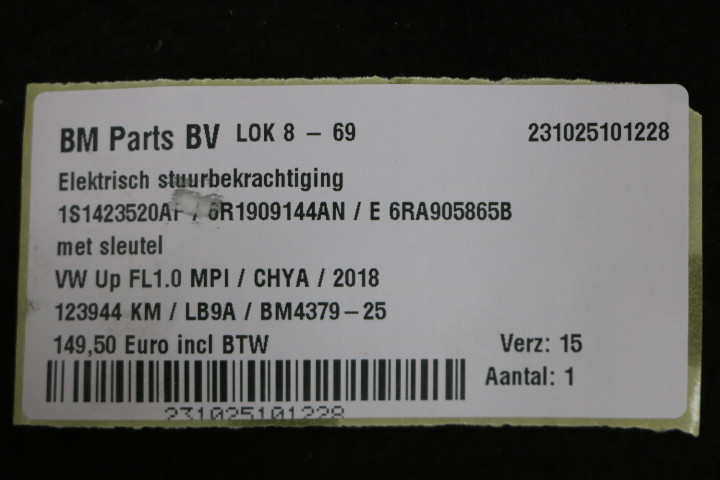 BM Parts BV LOK 8 – 69 231025101228
Elektrisch stuurbekrachtiging
1S1423520AF / 6R1909144AN / E 6RA905865B
met sleutel
VW Up FL1.0 MPI / CHYA / 2018
123944 KM / LB9A / BM4379–25
149,50 Euro incl BTW Verz: 15
Aantal: 1
231025101228